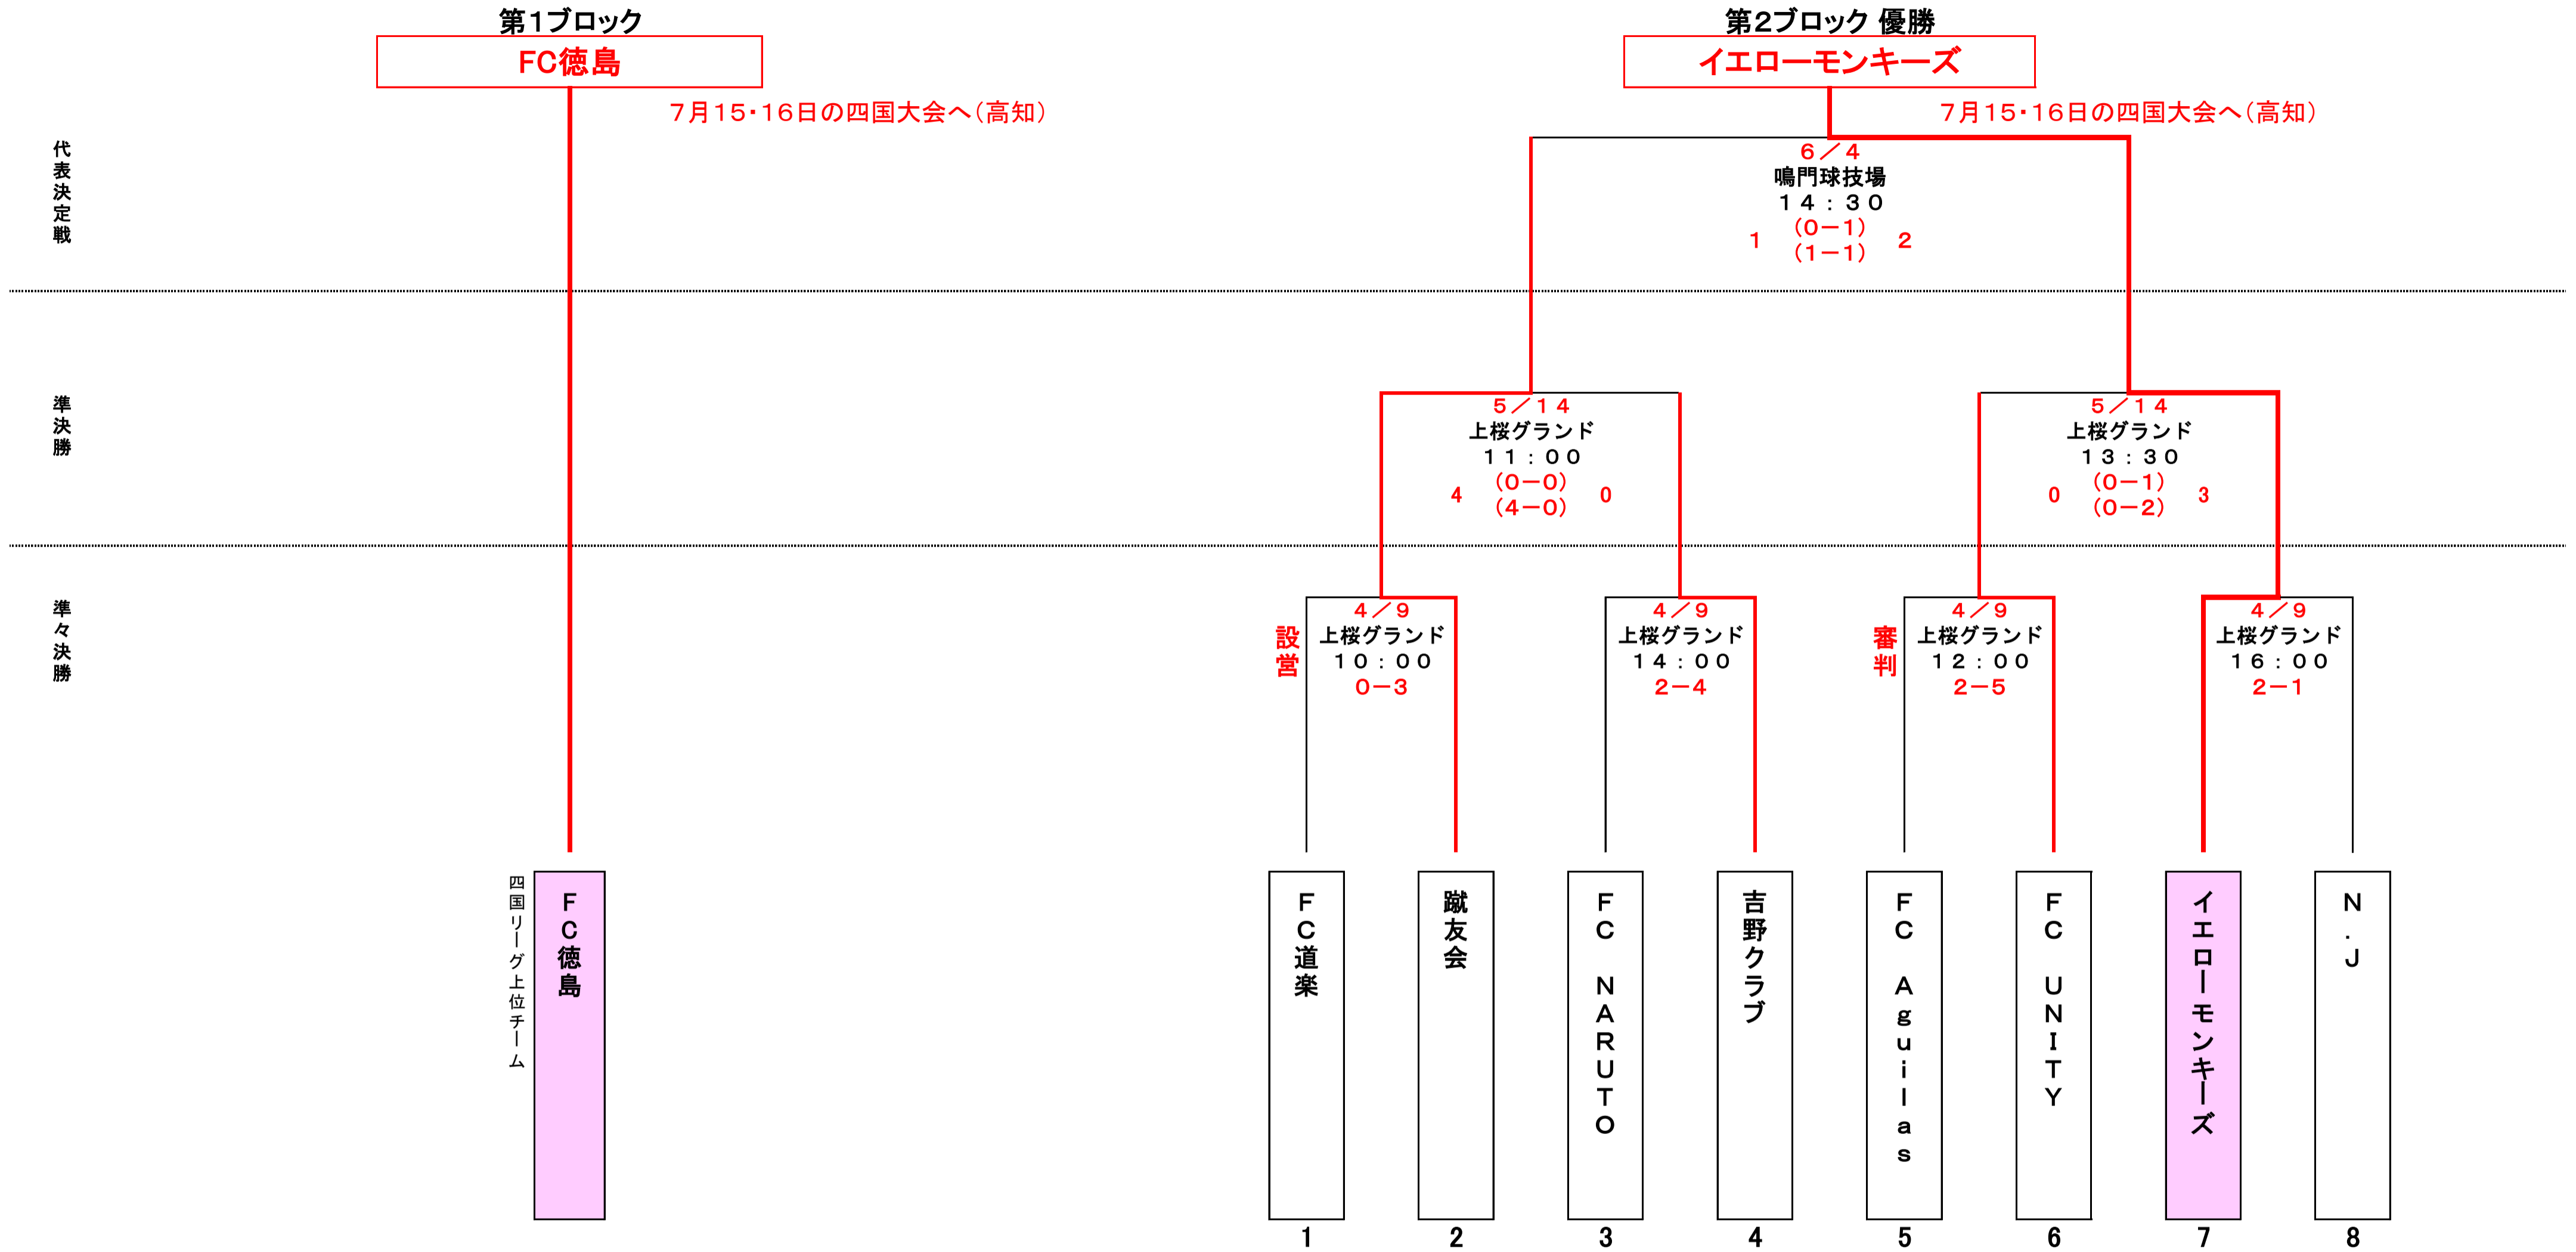 第１ブロック
FC徳島
７月１５・１６日の四国大会へ（高知）
第２ブロック 優勝
イエローモンキーズ
７月１５・１６日の四国大会へ（高知）
代表決定戦
６／４
鳴門球技場
１４：３０
（０－１）
1 2
（１－１）
準決勝
５／１４
上桜グランド
１１：００
（０－０）
4 0
（４－０）
５／１４
上桜グランド
１３：３０
（０－１）
0 3
（０－２）
準々決勝
設営
４／９
上桜グランド
１０：００
０－３
４／９
上桜グランド
１４：００
２－４
審判
４／９
上桜グランド
１２：００
２－５
４／９
上桜グランド
１６：００
２－１
四国リーグ上位チーム
ＦＣ徳島
ＦＣ道楽
蹴友会
ＦＣ　ＮＡＲＵＴＯ
吉野クラブ
ＦＣ　Ａｇｕｉｌａｓ
ＦＣ　ＵＮＩＴＹ
イエローモンキーズ
Ｎ．Ｊ
1 2 3 4 5 6 7 8